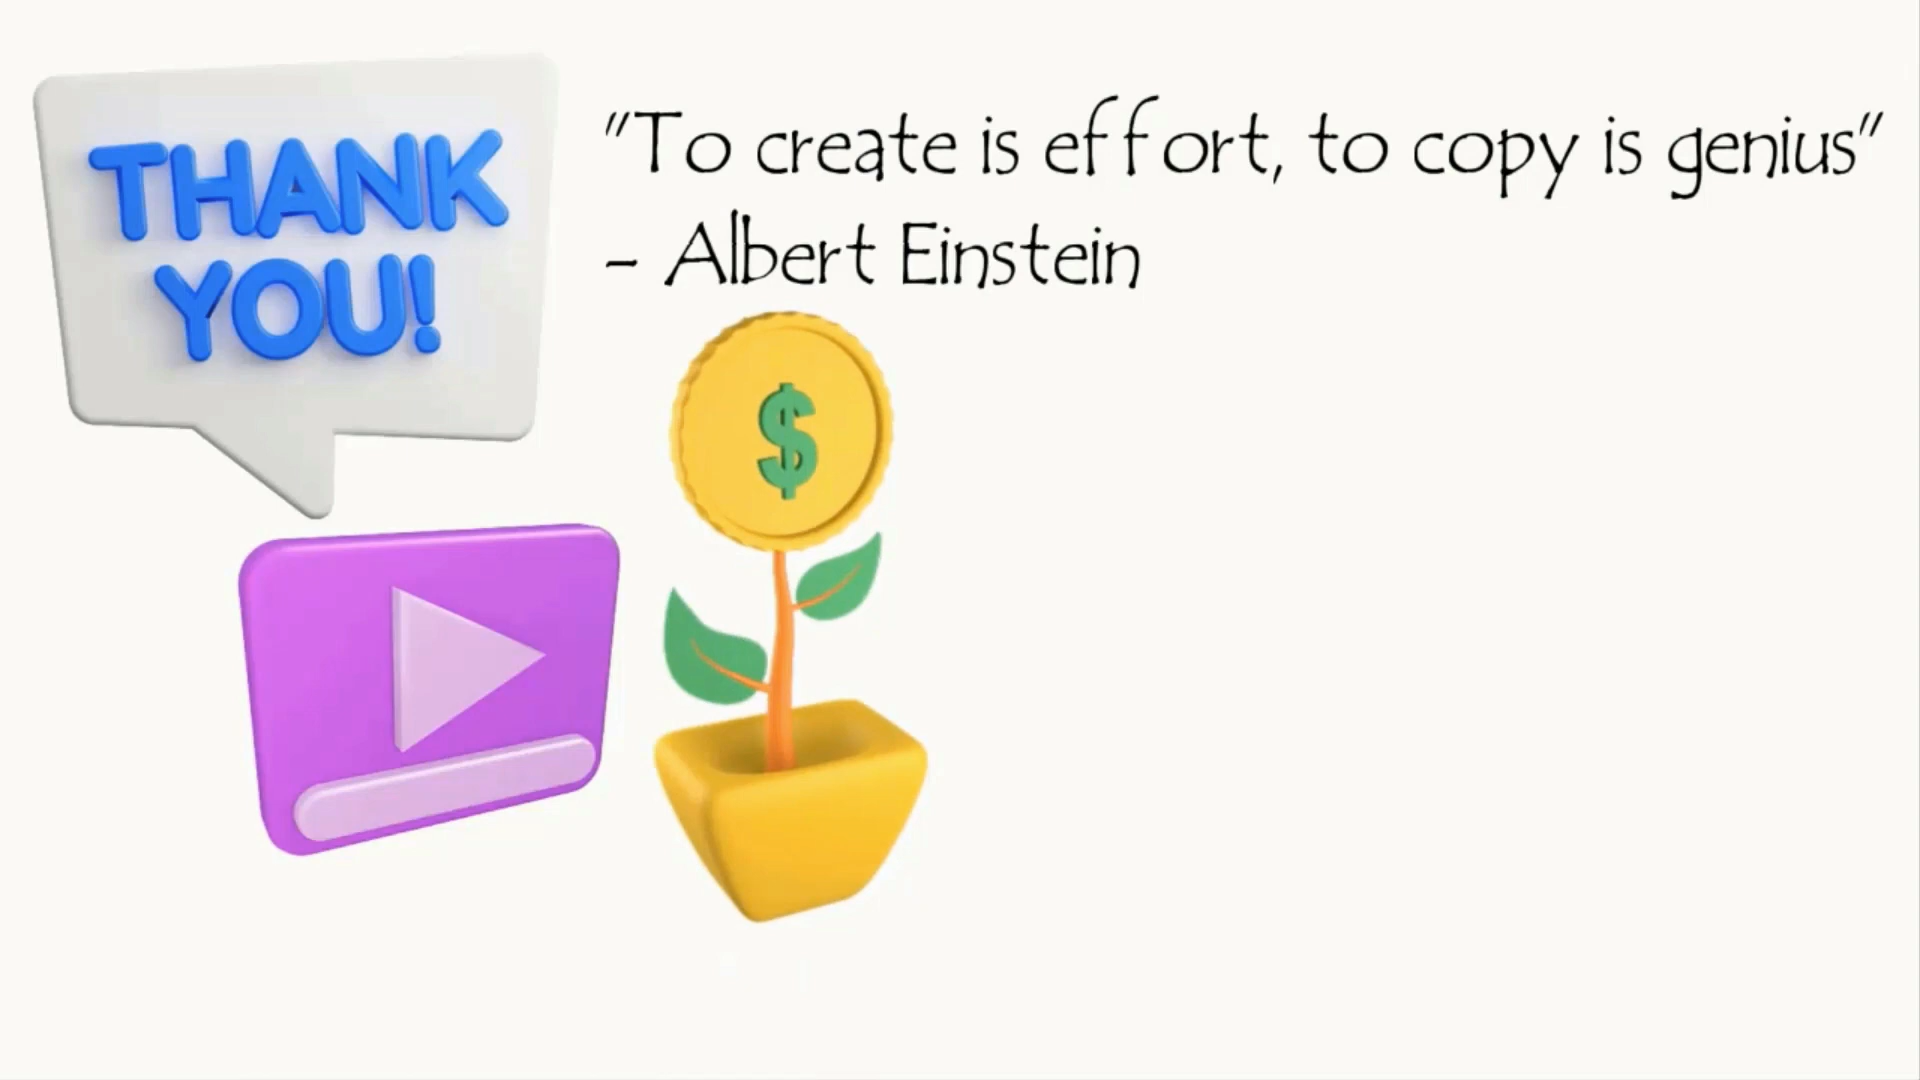 THANK
YOU!
"To create is effort, to copy is genius"
- Albert Einstein
$